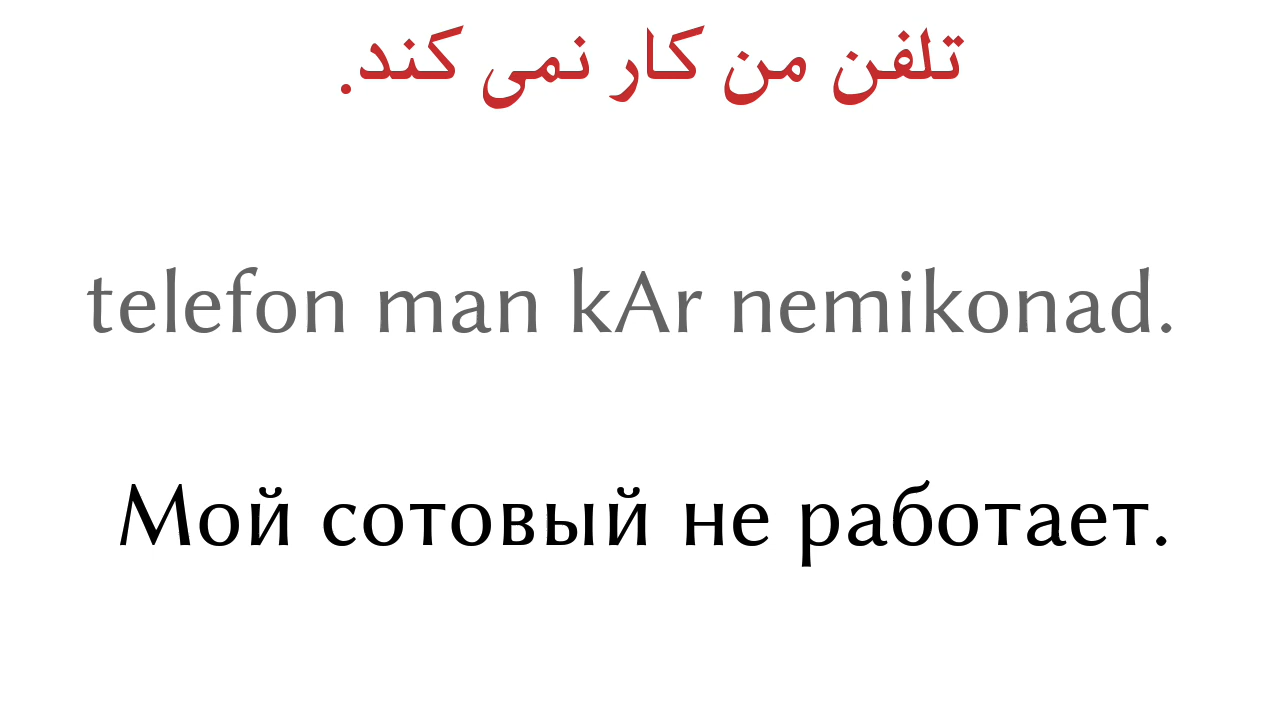 تلفن من کار نمی کند.
telefon man kAr nemikonad.
Мой сотовый не работает.